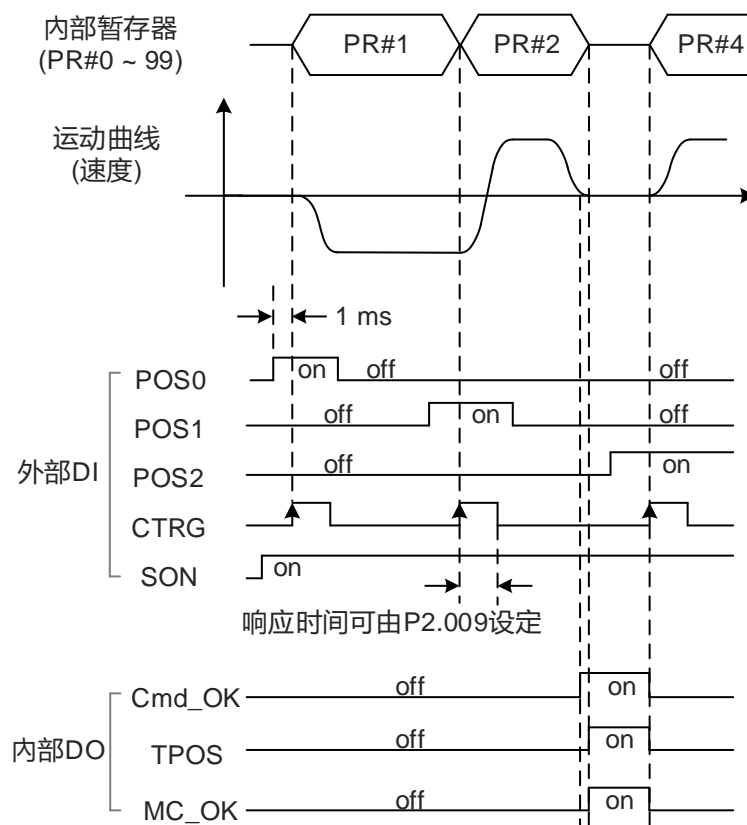 内部暂存器
(PR#0 ~ 99)
PR#1
PR#2
PR#4
运动曲线
(速度)
1 ms
外部DI
POS0
on
off
off
POS1
off
on
off
POS2
off
on
CTRG
SON
on
响应时间可由P2.009设定
内部DO
Cmd_OK
off
on
TPOS
off
on
MC_OK
off
on